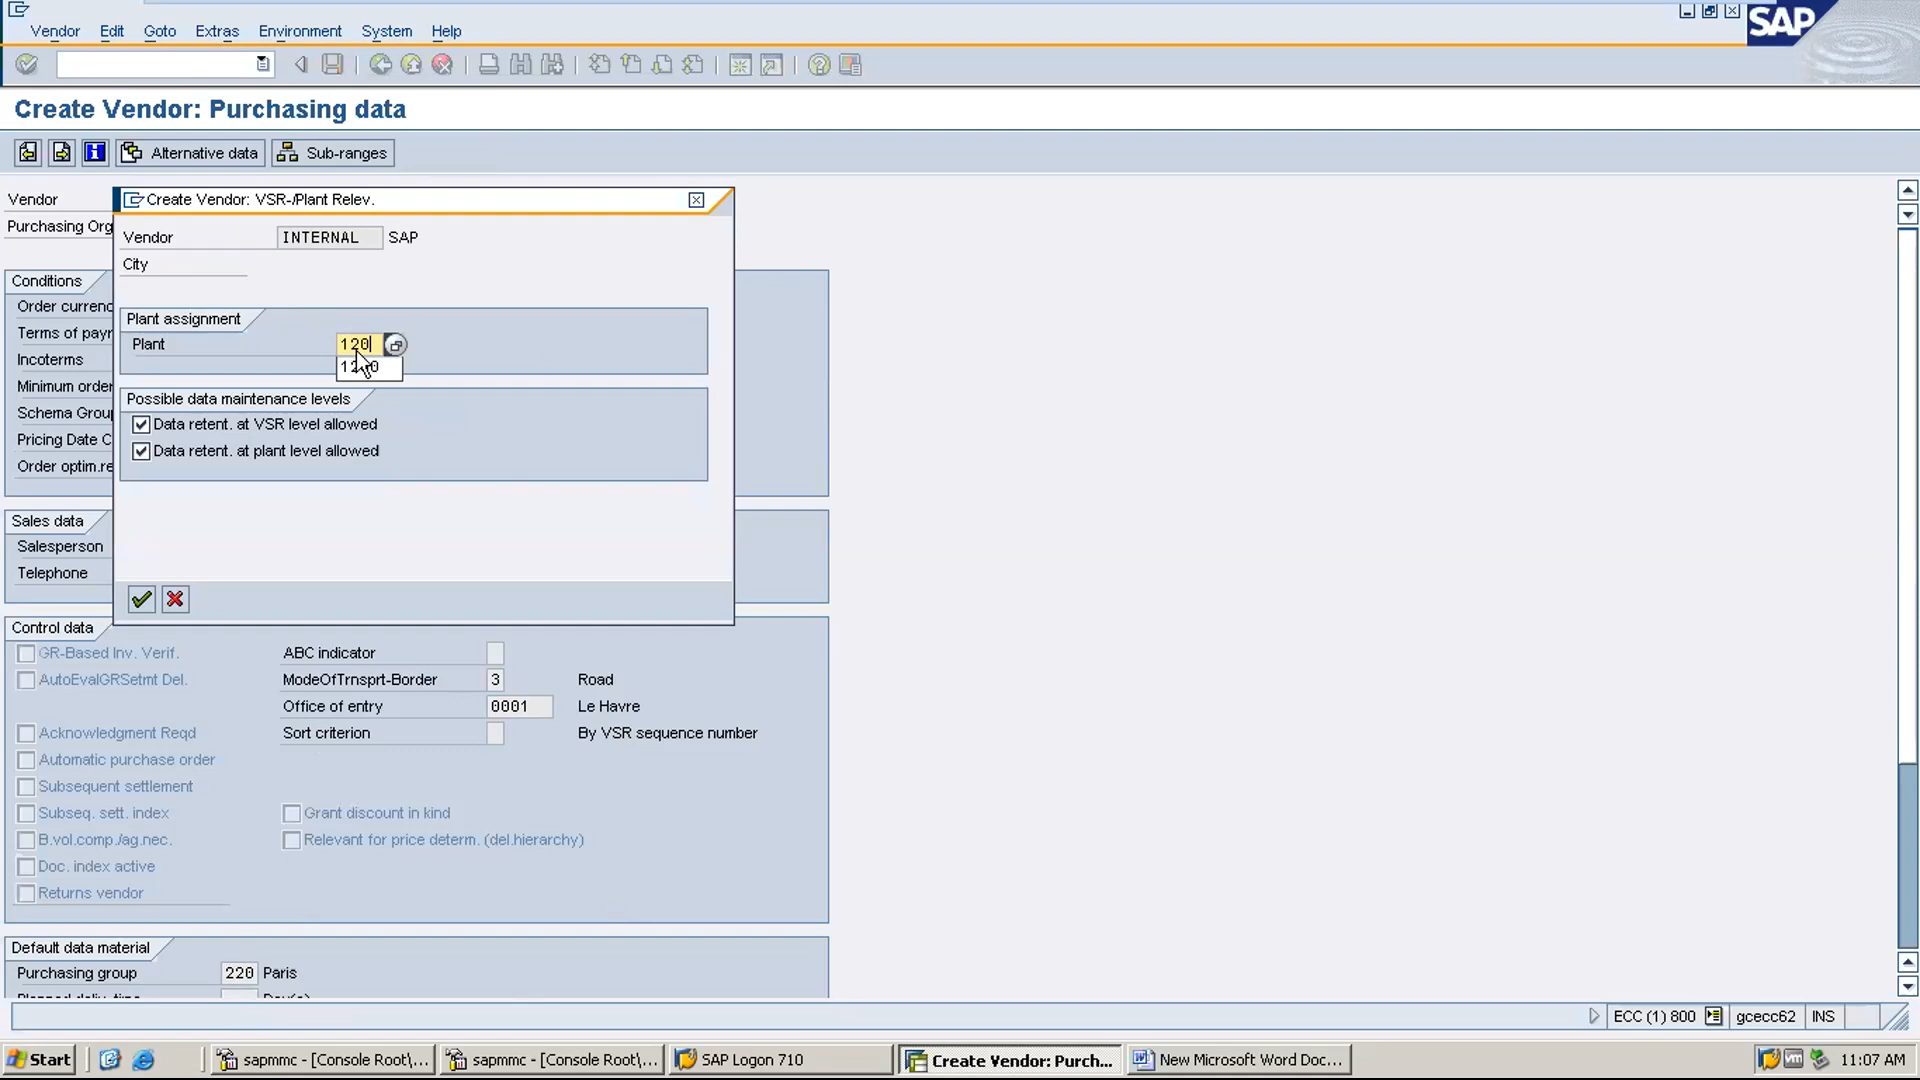 Vendor Edit Goto Extras Environment System Help
SAP
Create Vendor: Purchasing data
Alternative data Sub-ranges
Vendor
Purchasing Org
Create Vendor: VSR-/Plant Relev.
Vendor INTERNAL SAP
City
Plant assignment
Plant 120
Possible data maintenance levels
Data retent. at VSR level allowed
Data retent. at plant level allowed
Conditions
Order currenc
Terms of payr
Incoterms
Minimum order
Schema Grou
Pricing Date C
Order optim.re
Sales data
Salesperson
Telephone
Control data
GR-Based Inv. Verif. ABC indicator
AutoEvalGRSetmt Del. ModeOfTrnsprt-Border 3 Road
Office of entry 0001 Le Havre
Acknowledgment Reqd Sort criterion By VSR sequence number
Automatic purchase order
Subsequent settlement
Subseq. sett. index Grant discount in kind
B.vol.comp./ag.nec. Relevant for price determ. (del.hierarchy)
Doc. index active
Returns vendor
Default data material
Purchasing group 220 Paris
ECC (1) 800 gcecc62 INS
Start sapmmc - [Console Root\... sapmmc - [Console Root\... SAP Logon 710 Create Vendor: Purch... New Microsoft Word Doc... 11:07 AM